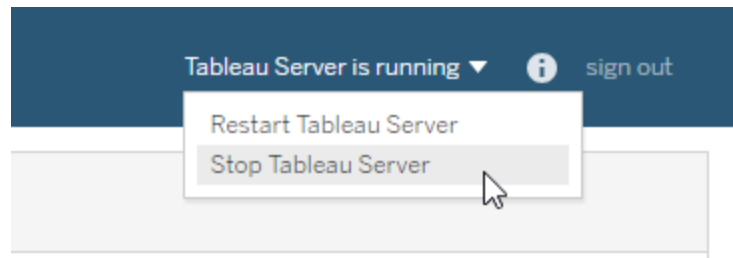 Tableau Server is running sign out
Restart Tableau Server
Stop Tableau Server